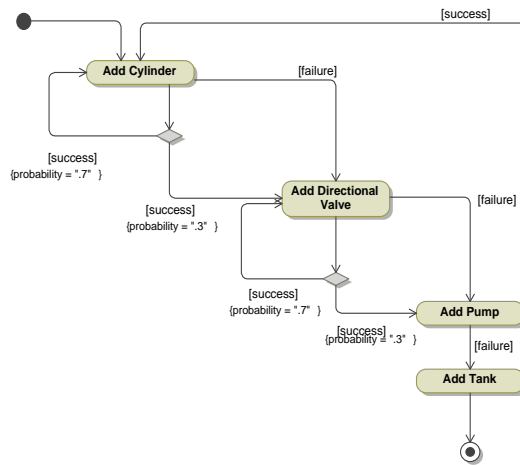 [success]
Add Cylinder
[failure]
[success]
{probability = ".7" }
Add Directional
Valve
[failure]
[success]
{probability = ".3" }
[success]
{probability = ".7" }
Add Pump
[success]
{probability = ".3" }
[failure]
Add Tank